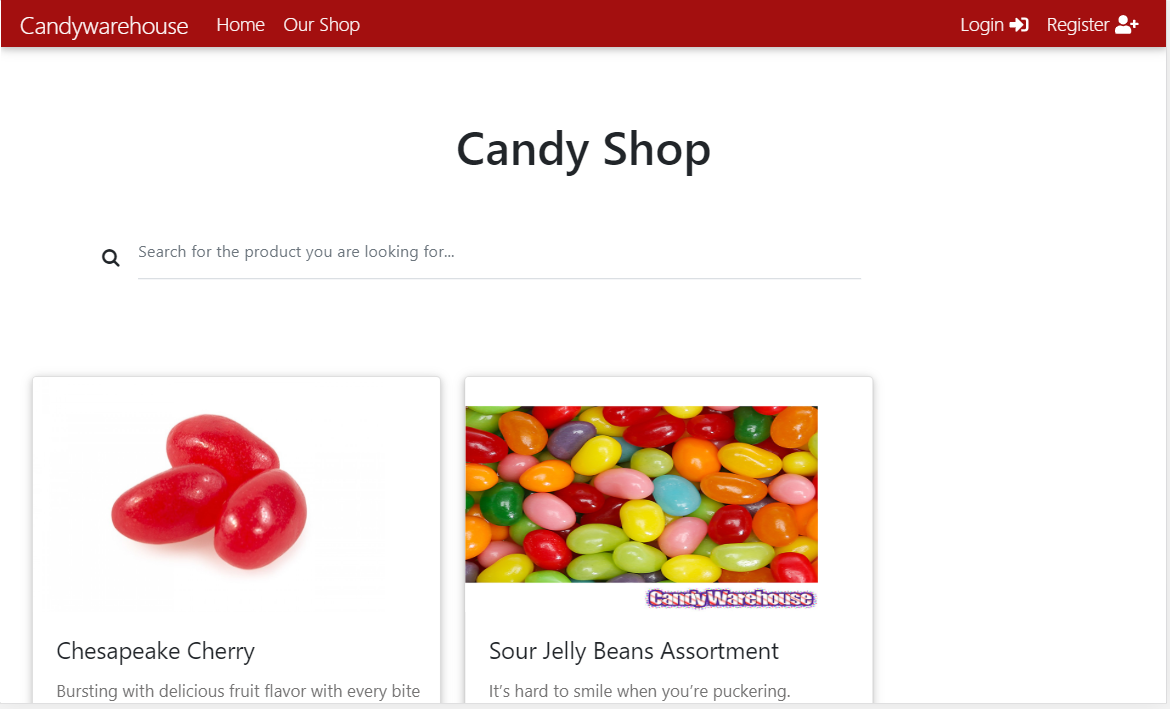 Candywarehouse Home Our Shop Login Register
Candy Shop
Search for the product you are looking for...
CandyWarehouse
Chesapeake Cherry
Bursting with delicious fruit flavor with every bite
Sour Jelly Beans Assortment
It’s hard to smile when you’re puckering.